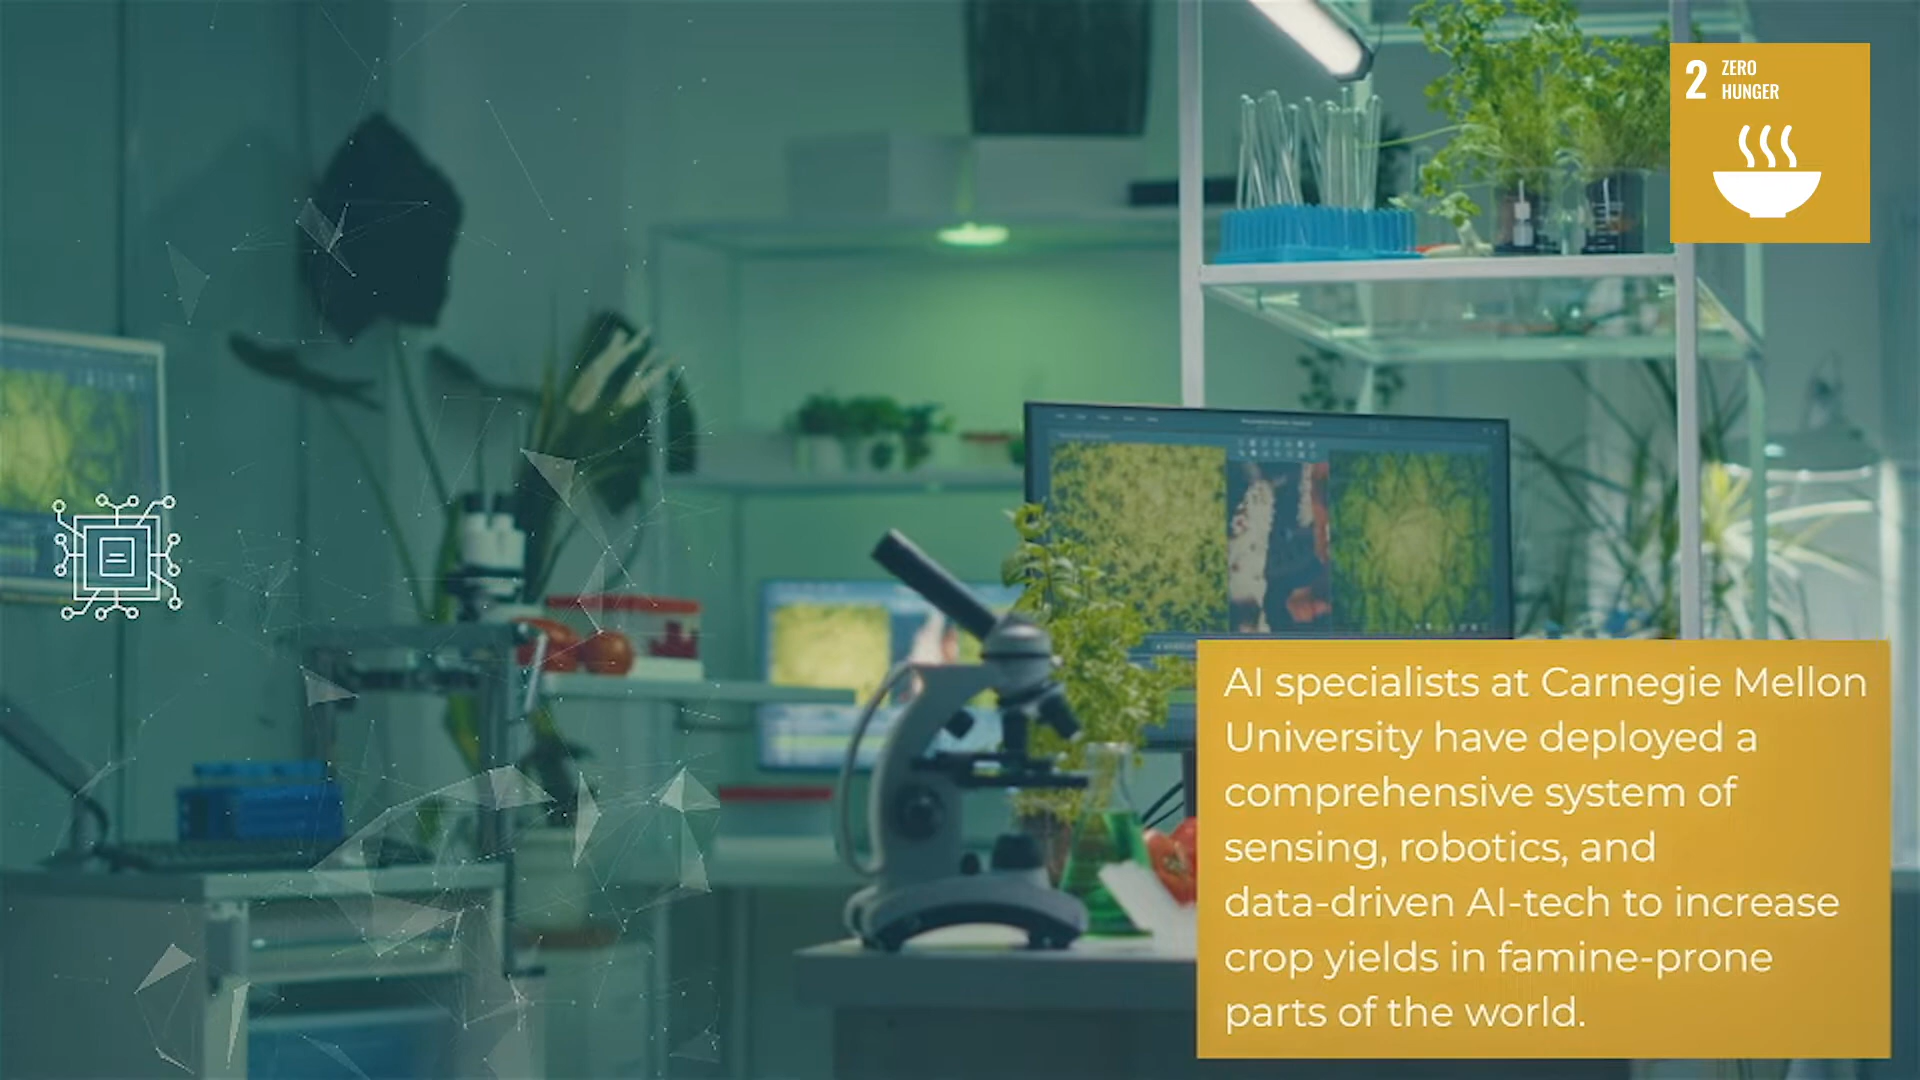 2 ZERO
HUNGER
AI specialists at Carnegie Mellon
University have deployed a
comprehensive system of
sensing, robotics, and
data-driven AI-tech to increase
crop yields in famine-prone
parts of the world.